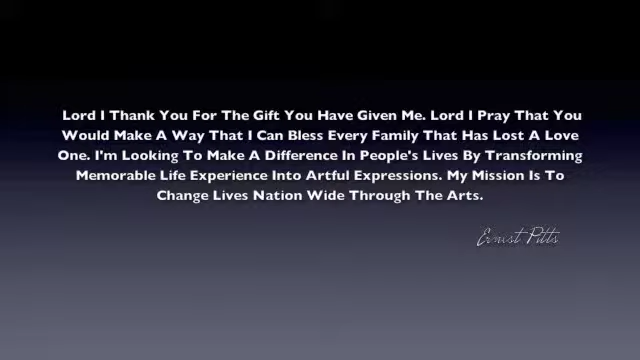 Lord I Thank You For The Gift You Have Given Me. Lord I Pray That You
Would Make A Way That I Can Bless Every Family That Has Lost A Love
One. I'm Looking To Make A Difference In People's Lives By Transforming
Memorable Life Experience Into Artful Expressions. My Mission Is To
Change Lives Nation Wide Through The Arts.
Ernest Pitts